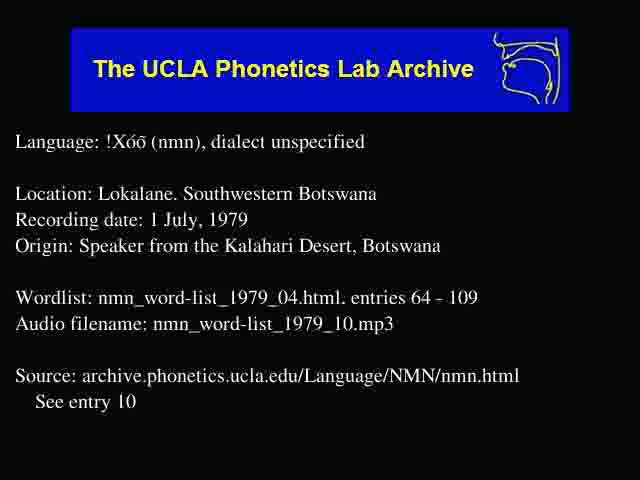 The UCLA Phonetics Lab Archive
Language: !Xóõ (nmn), dialect unspecified
Location: Lokalane. Southwestern Botswana
Recording date: 1 July, 1979
Origin: Speaker from the Kalahari Desert, Botswana
Wordlist: nmn_word-list_1979_04.html. entries 64 - 109
Audio filename: nmn_word-list_1979_10.mp3
Source: archive.phonetics.ucla.edu/Language/NMN/nmn.html
See entry 10